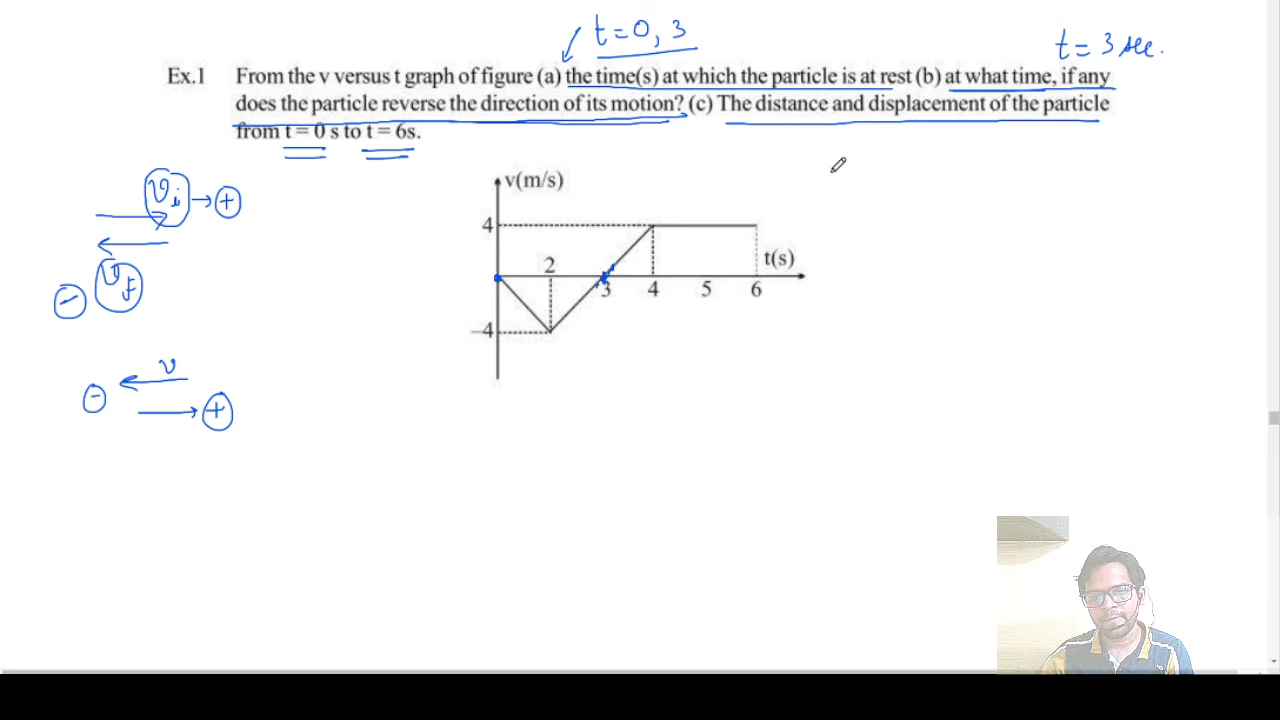 t = 0, 3
t = 3 sec.
Ex.1 From the v versus t graph of figure (a) the time(s) at which the particle is at rest (b) at what time, if any
does the particle reverse the direction of its motion? (c) The distance and displacement of the particle
from t = 0 s to t = 6s.
v(m/s)
4
2
t(s)
3 4 5 6
–4
vi → +
vf
–
v
– +